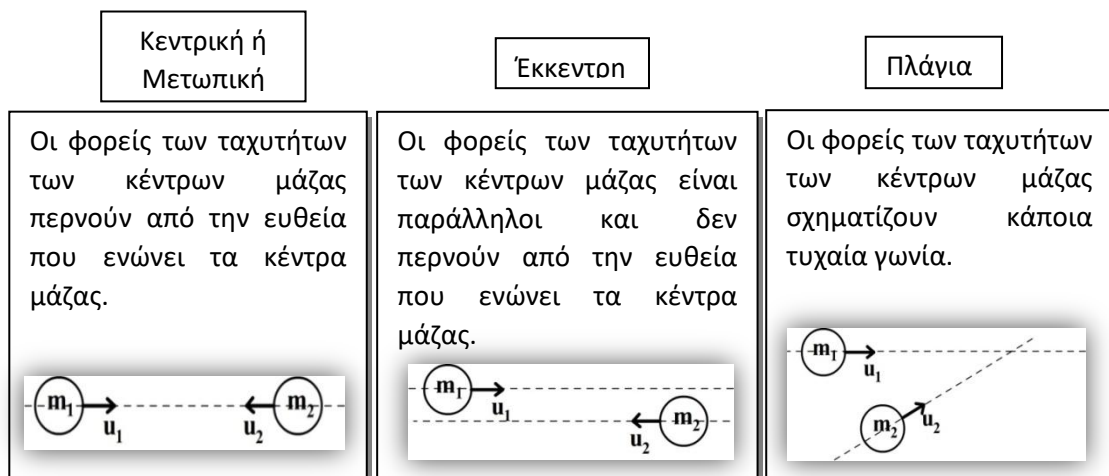 Κεντρική ή
Μετωπική
Οι φορείς των ταχυτήτων
των κέντρων μάζας
περνούν από την ευθεία
που ενώνει τα κέντρα
μάζας.
m₁
u₁
u₂
m₂
Έκκεντρη
Οι φορείς των ταχυτήτων
των κέντρων μάζας είναι
παράλληλοι και δεν
περνούν από την ευθεία
που ενώνει τα κέντρα
μάζας.
m₁
u₁
u₂
m₂
Πλάγια
Οι φορείς των ταχυτήτων
των κέντρων μάζας
σχηματίζουν κάποια
τυχαία γωνία.
m₁
u₁
m₂
u₂